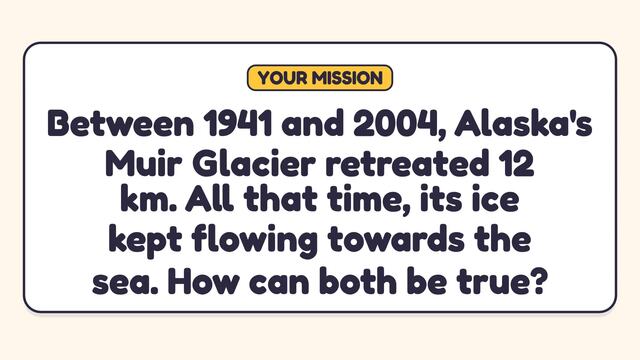 YOUR MISSION
Between 1941 and 2004, Alaska's
Muir Glacier retreated 12
km. All that time, its ice
kept flowing towards the
sea. How can both be true?